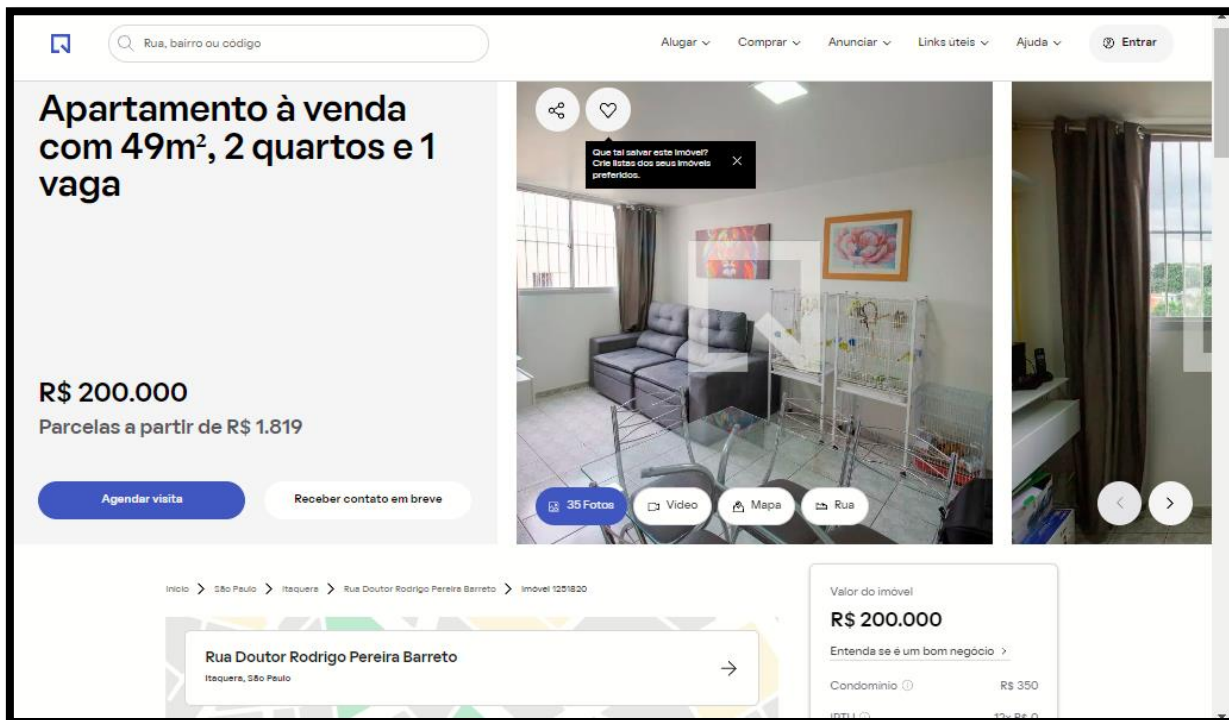 Rua, bairro ou código
Alugar
Comprar
Anunciar
Links úteis
Ajuda
Entrar
Apartamento à venda
com 49m², 2 quartos e 1
vaga
R$ 200.000
Parcelas a partir de R$ 1.819
Agendar visita
Receber contato em breve
Que tal salvar este imóvel?
Crie listas dos seus imóveis
preferidos.
35 Fotos
Vídeo
Mapa
Rua
Início
São Paulo
Itaquera
Rua Doutor Rodrigo Pereira Barreto
Imóvel 1251820
Rua Doutor Rodrigo Pereira Barreto
Itaquera, São Paulo
Valor do imóvel
R$ 200.000
Entenda se é um bom negócio
Condomínio R$ 350
IPTU 12x R$ 0